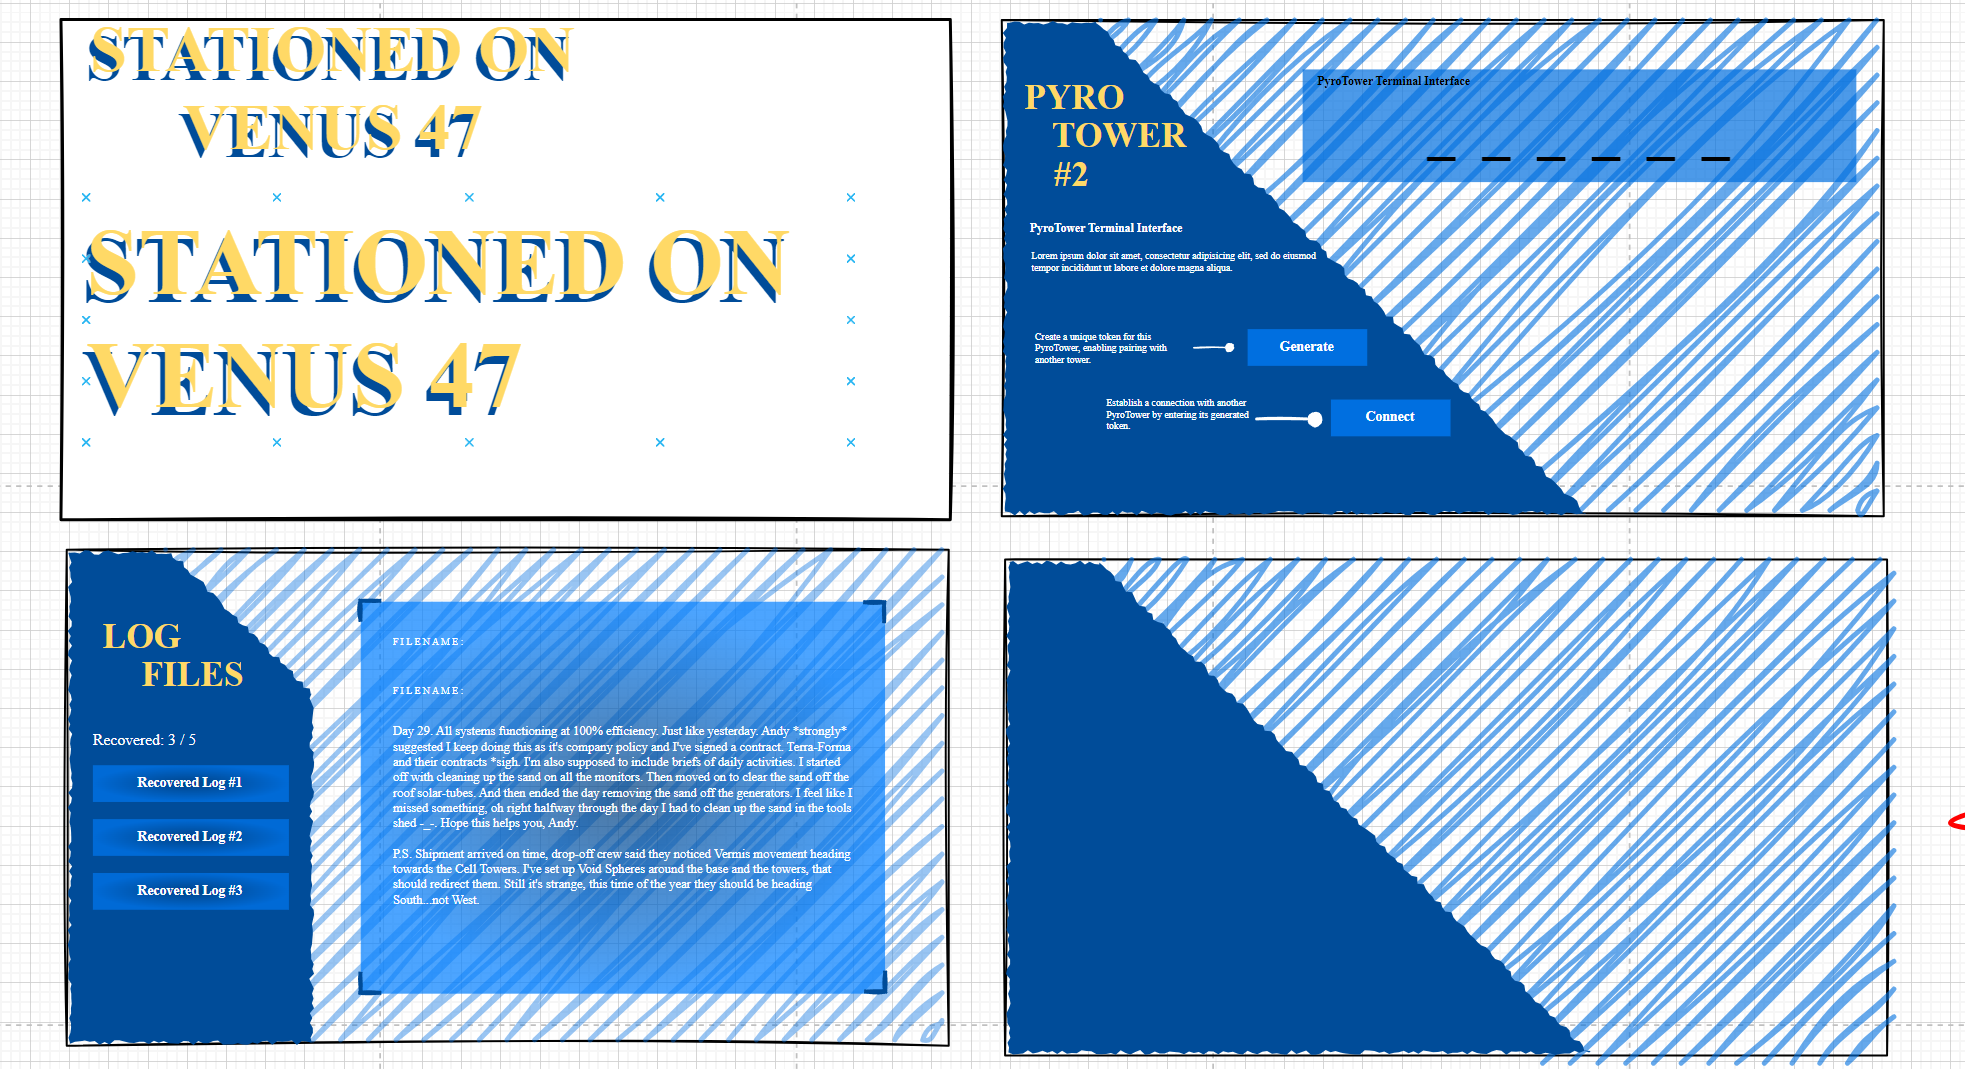 STATIONED ON
VENUS 47
STATIONED ON
VENUS 47
PYRO
TOWER
#2
PyroTower Terminal Interface
Lorem ipsum dolor sit amet, consectetur adipisicing elit, sed do eiusmod
tempor incididunt ut labore et dolore magna aliqua.
Create a unique token for this
PyroTower, enabling pairing with
another tower.
Generate
Establish a connection with another
PyroTower by entering its generated
token.
Connect
PyroTower Terminal Interface
_ _ _ _ _ _
LOG
FILES
Recovered: 3 / 5
Recovered Log #1
Recovered Log #2
Recovered Log #3
FILENAME:
FILENAME:
Day 29. All systems functioning at 100% efficiency. Just like yesterday. Andy *strongly*
suggested I keep doing this as it's company policy and I've signed a contract. Terra-Forma
and their contracts *sigh. I'm also supposed to include briefs of daily activities. I started
off with cleaning up the sand on all the monitors. Then moved on to clear the sand off the
roof solar-tubes. And then ended the day removing the sand off the generators. I feel like I
missed something, oh right halfway through the day I had to clean up the sand in the tools
shed -_-. Hope this helps you, Andy.
P.S. Shipment arrived on time, drop-off crew said they noticed Vermis movement heading
towards the Cell Towers. I've set up Void Spheres around the base and the towers, that
should redirect them. Still it's strange, this time of the year they should be heading
South...not West.